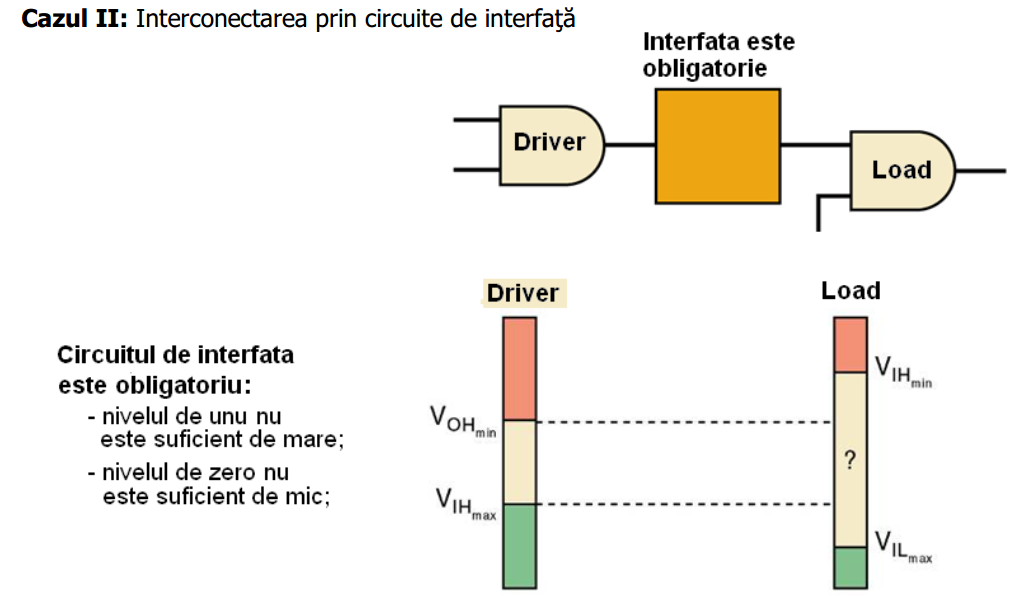 Cazul II: Interconectarea prin circuite de interfaţă
Interfata este
obligatorie
Driver
Load
Driver
Load
Circuitul de interfata
este obligatoriu:
- nivelul de unu nu
este suficient de mare;
- nivelul de zero nu
este suficient de mic;
VOHmin
VIHmax
VIHmin
?
VILmax